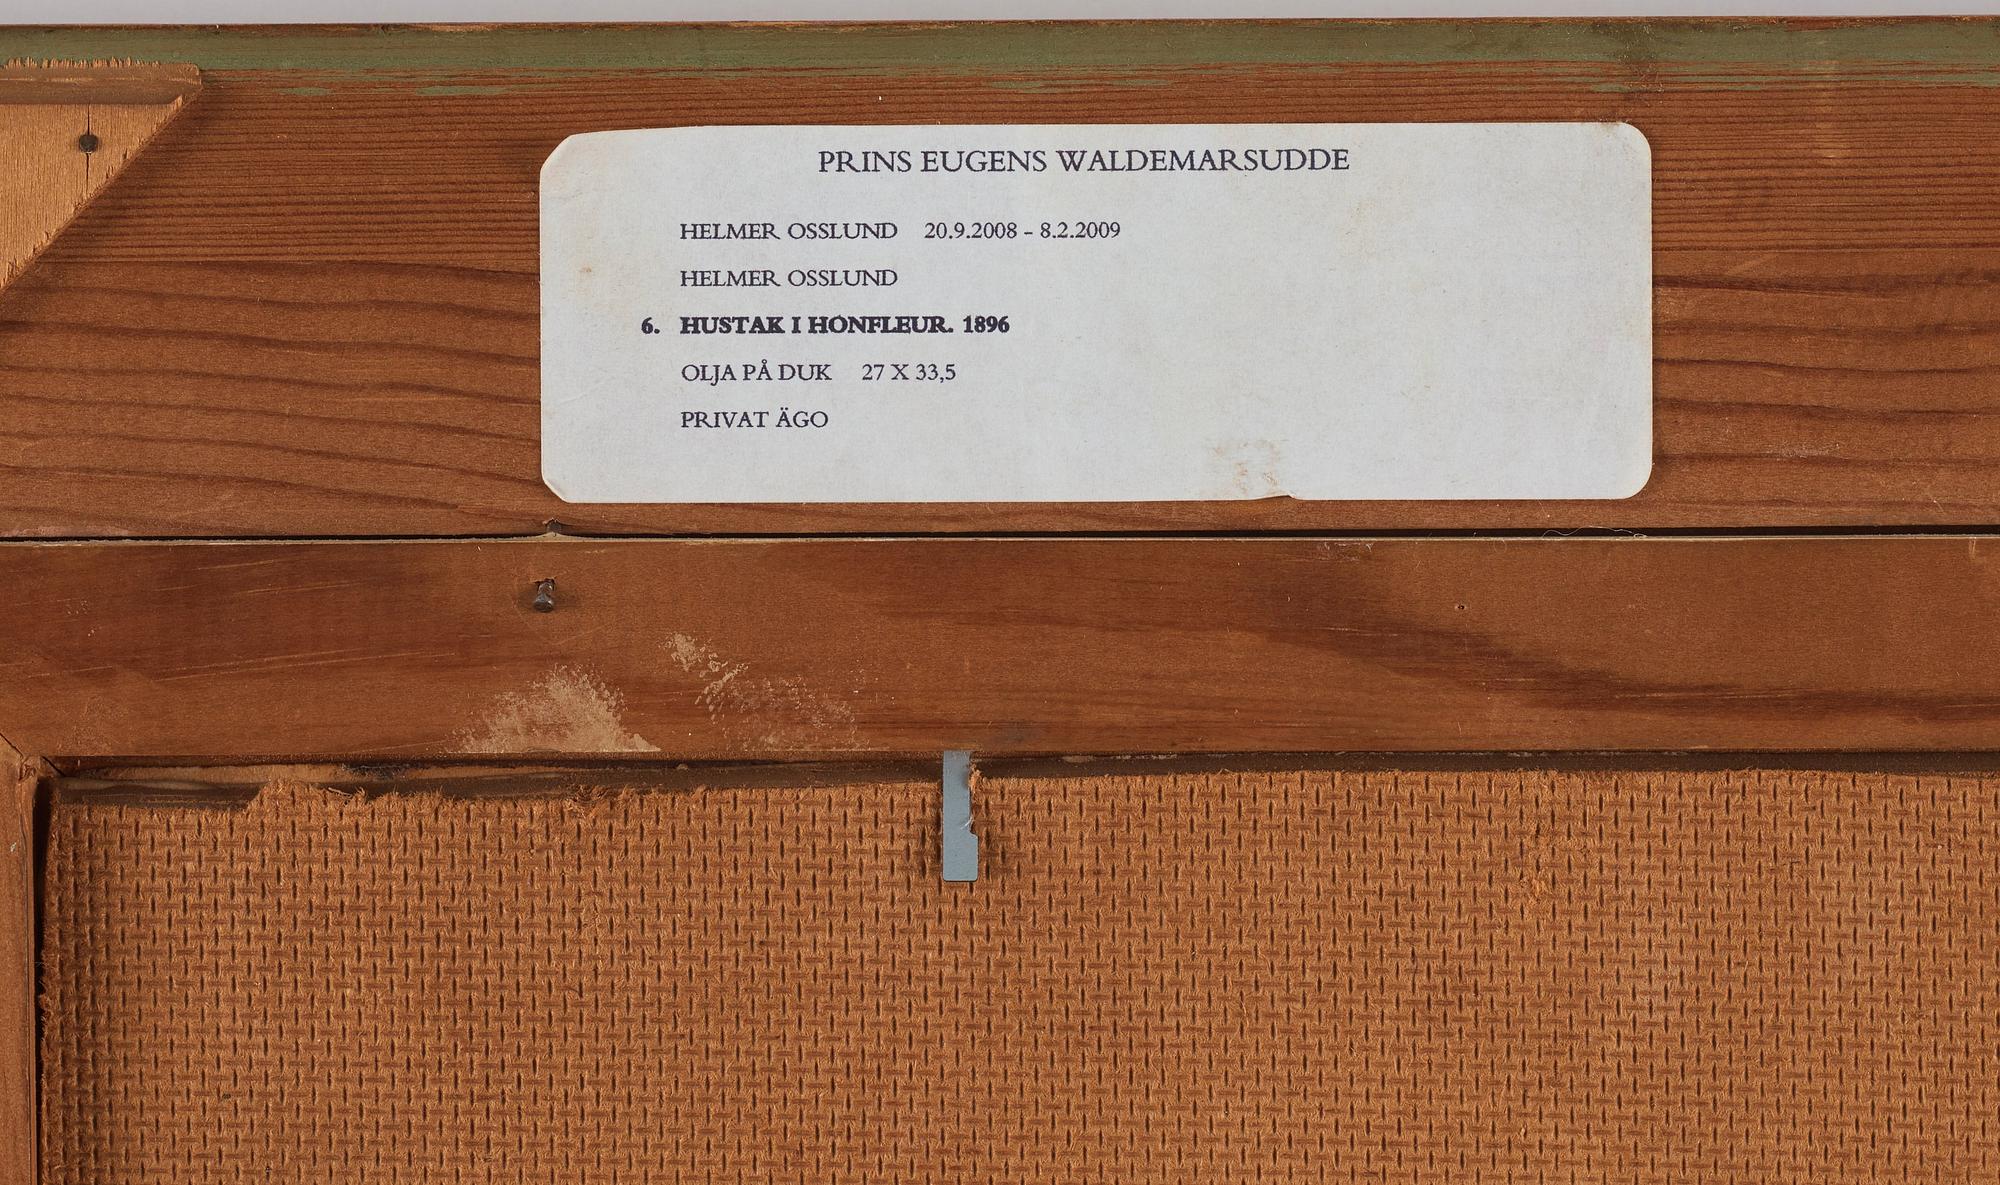 PRINS EUGENS WALDEMARSUDDE
HELMER OSSLUND 20.9.2008 - 8.2.2009
HELMER OSSLUND
6. HUSTAK I HONFLEUR. 1896
OLJA PÅ DUK 27 X 33,5
PRIVAT ÄGO